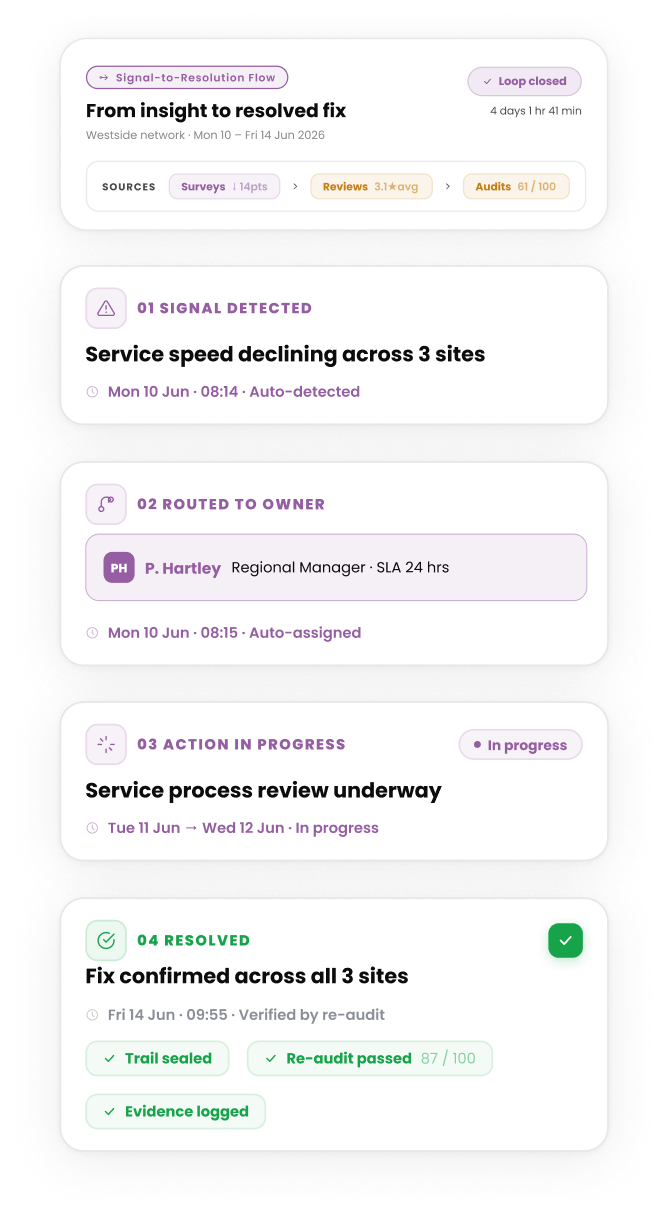 ↔ Signal-to-Resolution Flow
✓ Loop closed
From insight to resolved fix
4 days 1 hr 41 min
Westside network · Mon 10 – Fri 14 Jun 2026
SOURCES Surveys ↓14pts › Reviews 3.1★avg › Audits 61 / 100
01 SIGNAL DETECTED
Service speed declining across 3 sites
Mon 10 Jun · 08:14 · Auto-detected
02 ROUTED TO OWNER
PH P. Hartley Regional Manager · SLA 24 hrs
Mon 10 Jun · 08:15 · Auto-assigned
03 ACTION IN PROGRESS
• In progress
Service process review underway
Tue 11 Jun → Wed 12 Jun · In progress
04 RESOLVED
Fix confirmed across all 3 sites
Fri 14 Jun · 09:55 · Verified by re-audit
✓ Trail sealed ✓ Re-audit passed 87 / 100
✓ Evidence logged